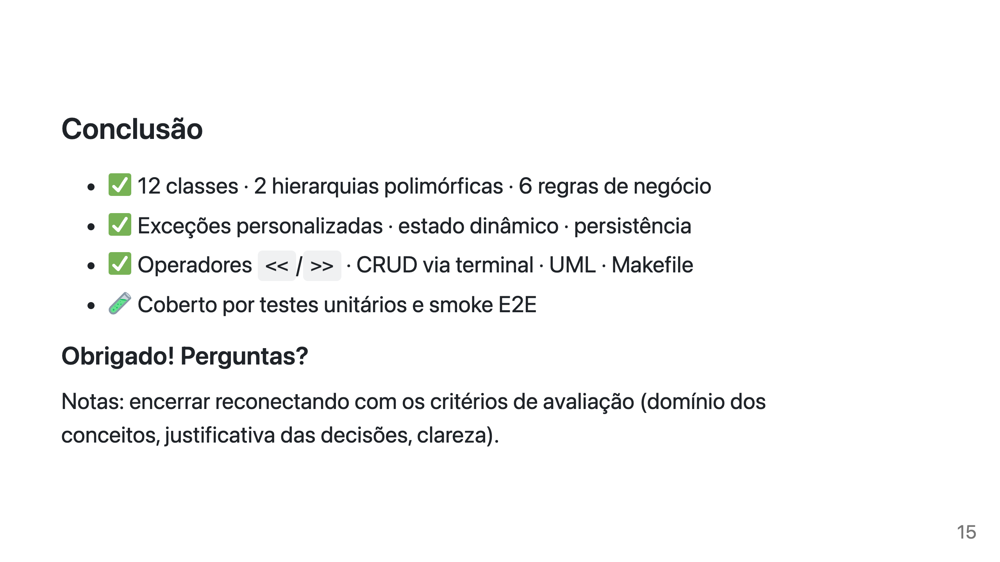 Conclusão
• ✅ 12 classes · 2 hierarquias polimórficas · 6 regras de negócio
• ✅ Exceções personalizadas · estado dinâmico · persistência
• ✅ Operadores << / >> · CRUD via terminal · UML · Makefile
• 🧪 Coberto por testes unitários e smoke E2E
Obrigado! Perguntas?
Notas: encerrar reconectando com os critérios de avaliação (domínio dos
conceitos, justificativa das decisões, clareza).
15